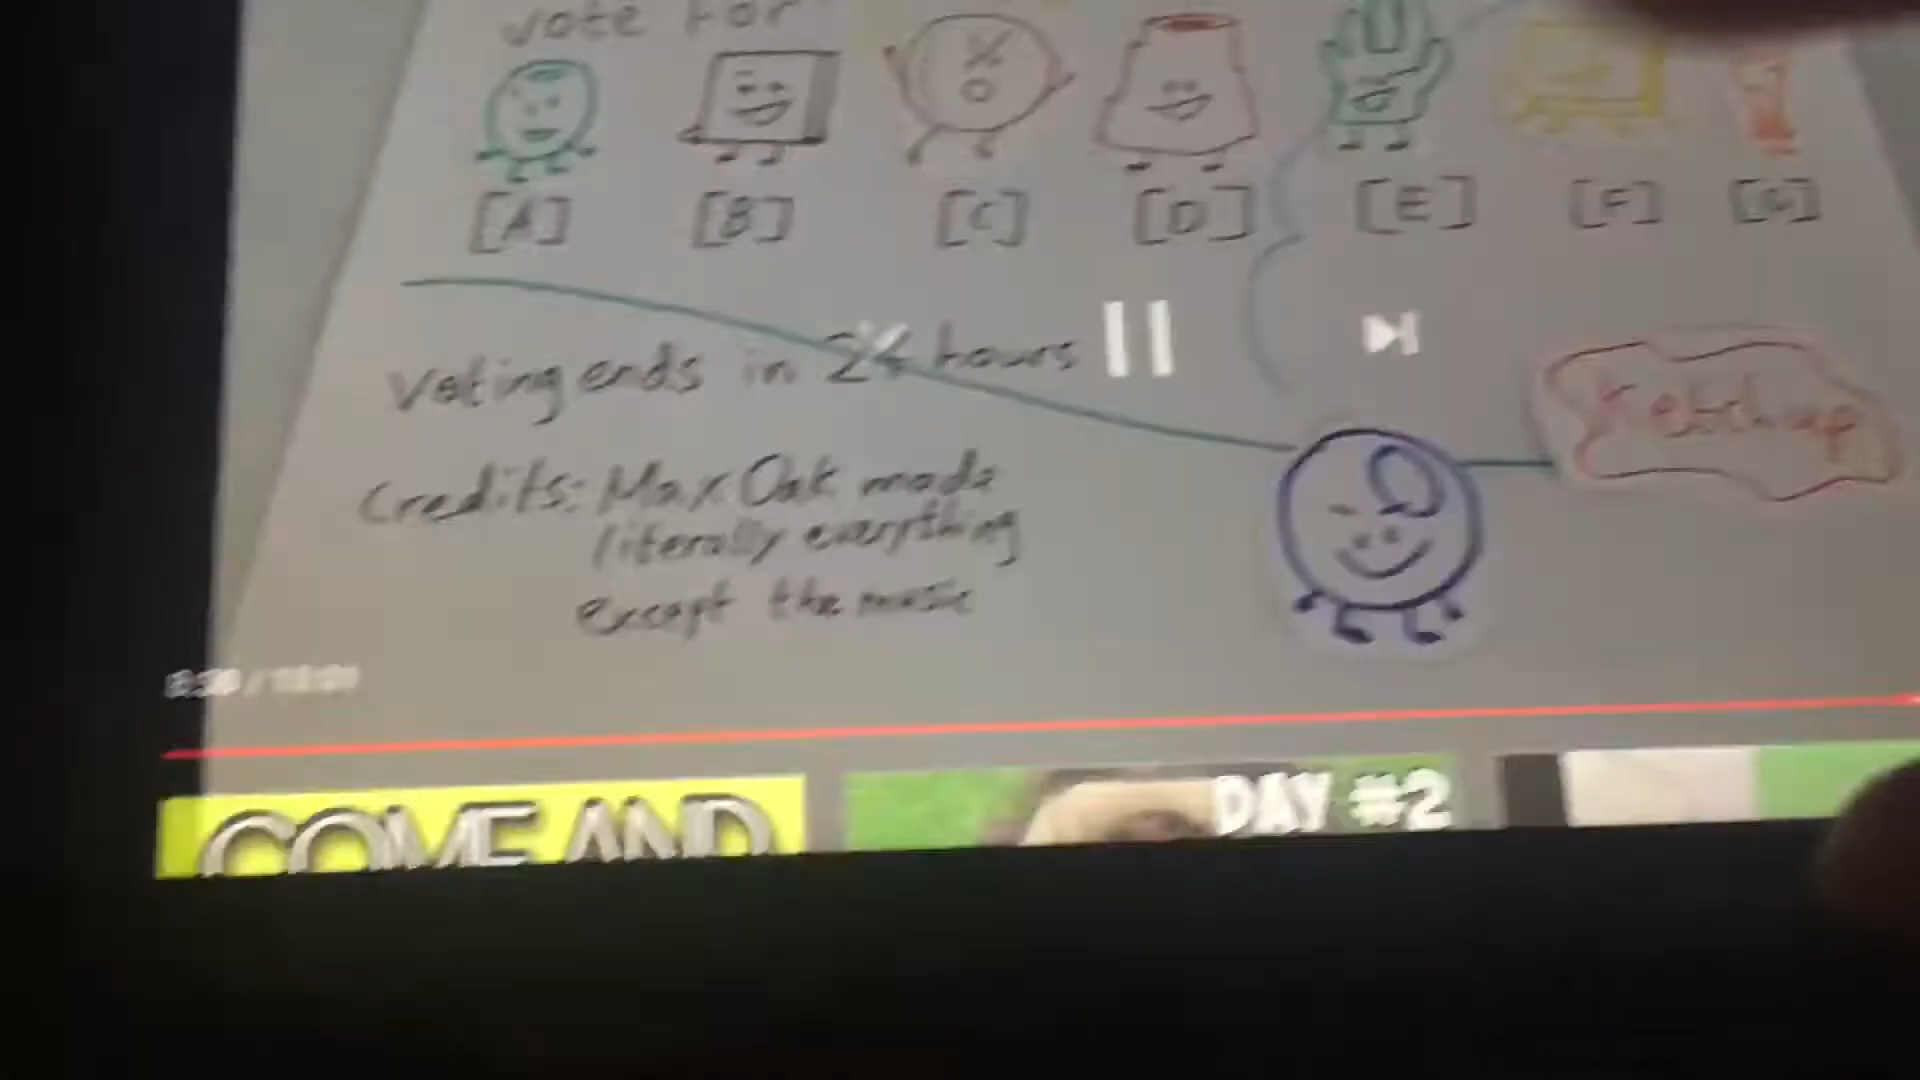 vote for
[A] [B] [C] [D] [E] [F] [G]
Voting ends in 24 hours
Ketchup
Credits: Max Oak made
literally everything
except the music
COME AND
DAY #2